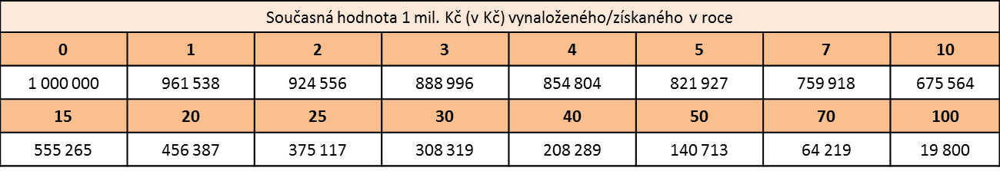 Současná hodnota 1 mil. Kč (v Kč) vynaloženého/získaného v roce
0 1 2 3 4 5 7 10
1 000 000 961 538 924 556 888 996 854 804 821 927 759 918 675 564
15 20 25 30 40 50 70 100
555 265 456 387 375 117 308 319 208 289 140 713 64 219 19 800